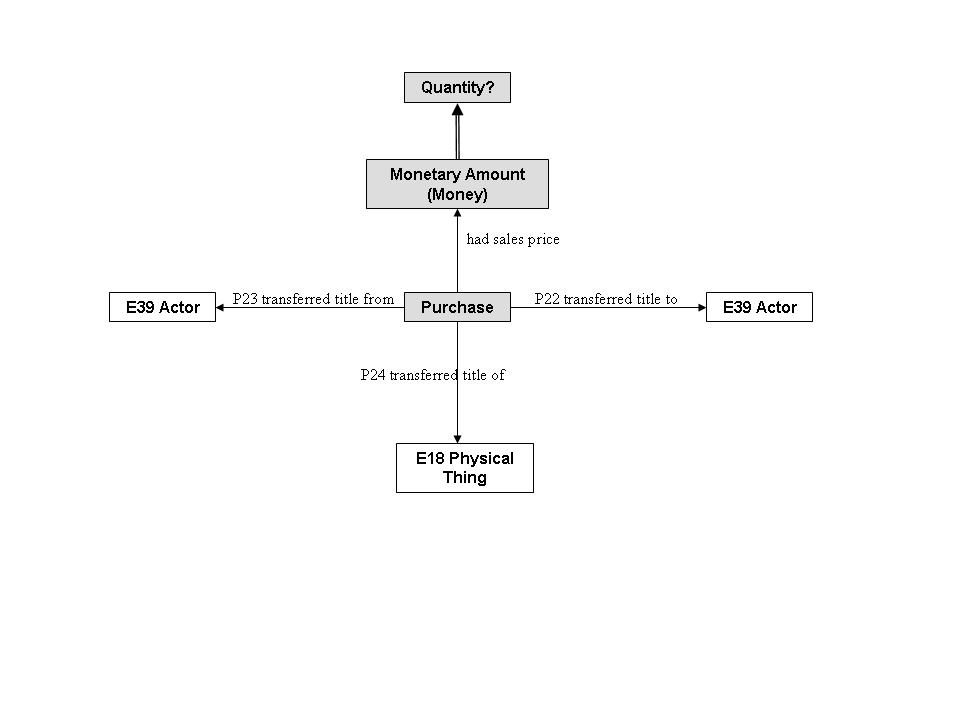 Quantity?
Monetary Amount
(Money)
had sales price
E39 Actor
P23 transferred title from
Purchase
P22 transferred title to
E39 Actor
P24 transferred title of
E18 Physical
Thing